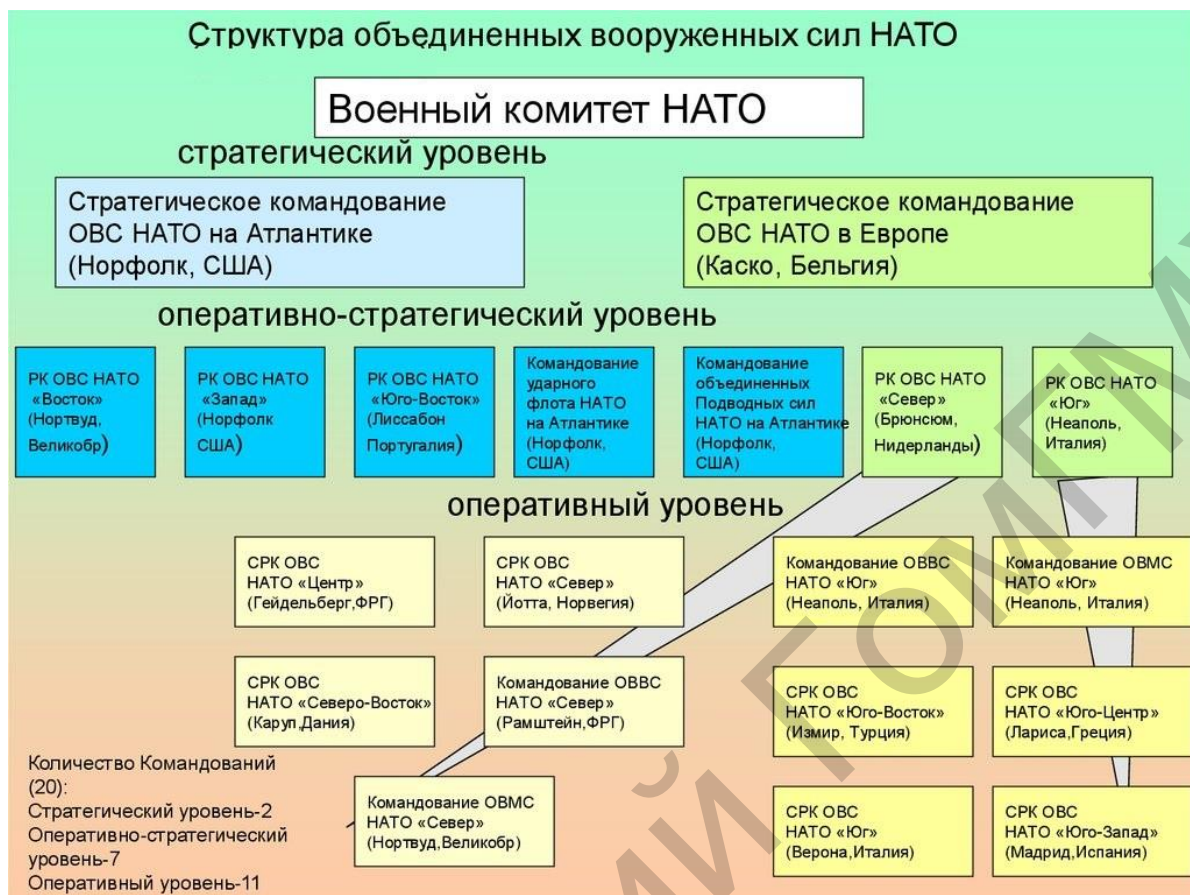 Структура объединенных вооруженных сил НАТО
Военный комитет НАТО
стратегический уровень
Стратегическое командование
ОВС НАТО на Атлантике
(Норфолк, США)
Стратегическое командование
ОВС НАТО в Европе
(Каско, Бельгия)
оперативно-стратегический уровень
РК ОВС НАТО
«Восток»
(Нортвуд,
Великобр)
РК ОВС НАТО
«Запад»
(Норфолк
США)
РК ОВС НАТО
«Юго-Восток»
(Лиссабон
Португалия)
Командование
ударного
флота НАТО
на Атлантике
(Норфолк,
США)
Командование
объединенных
Подводных сил
НАТО на Атлантике
(Норфолк,
США)
РК ОВС НАТО
«Север»
(Брюнсюм,
Нидерланды)
РК ОВС НАТО
«Юг»
(Неаполь,
Италия)
оперативный уровень
СРК ОВС
НАТО «Центр»
(Гейдельберг,ФРГ)
СРК ОВС
НАТО «Север»
(Йотта, Норвегия)
Командование ОВВС
НАТО «Юг»
(Неаполь, Италия)
Командование ОВМС
НАТО «Юг»
(Неаполь, Италия)
СРК ОВС
НАТО «Северо-Восток»
(Каруп,Дания)
Командование ОВВС
НАТО «Север»
(Рамштейн,ФРГ)
СРК ОВС
НАТО «Юго-Восток»
(Измир, Турция)
СРК ОВС
НАТО «Юго-Центр»
(Лариса,Греция)
Количество Командований
(20):
Стратегический уровень-2
Оперативно-стратегический
уровень-7
Оперативный уровень-11
Командование ОВМС
НАТО «Север»
(Нортвуд,Великобр)
СРК ОВС
НАТО «Юг»
(Верона,Италия)
СРК ОВС
НАТО «Юго-Запад»
(Мадрид,Испания)